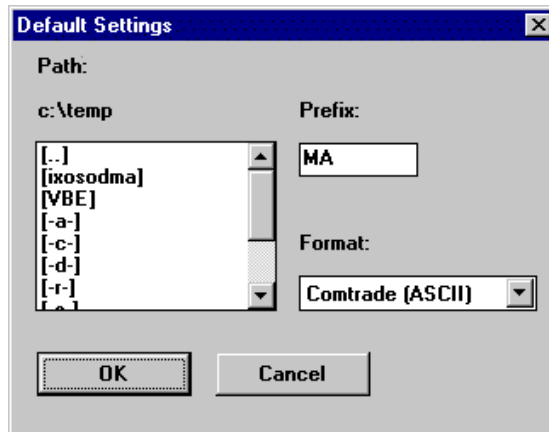 Default Settings
Path:
c:\temp
Prefix:
[..]
[ixosodma]
[VBE]
[-a-]
[-c-]
[-d-]
[-r-]
MA
Format:
Comtrade (ASCII)
OK
Cancel